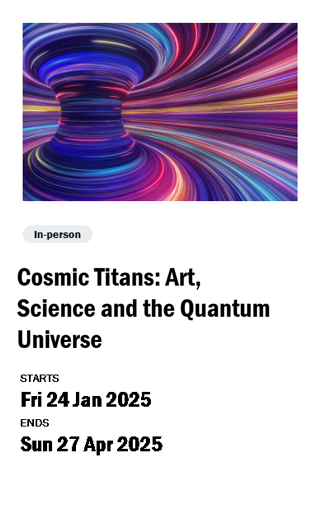 In-person
Cosmic Titans: Art,
Science and the Quantum
Universe
STARTS
Fri 24 Jan 2025
ENDS
Sun 27 Apr 2025